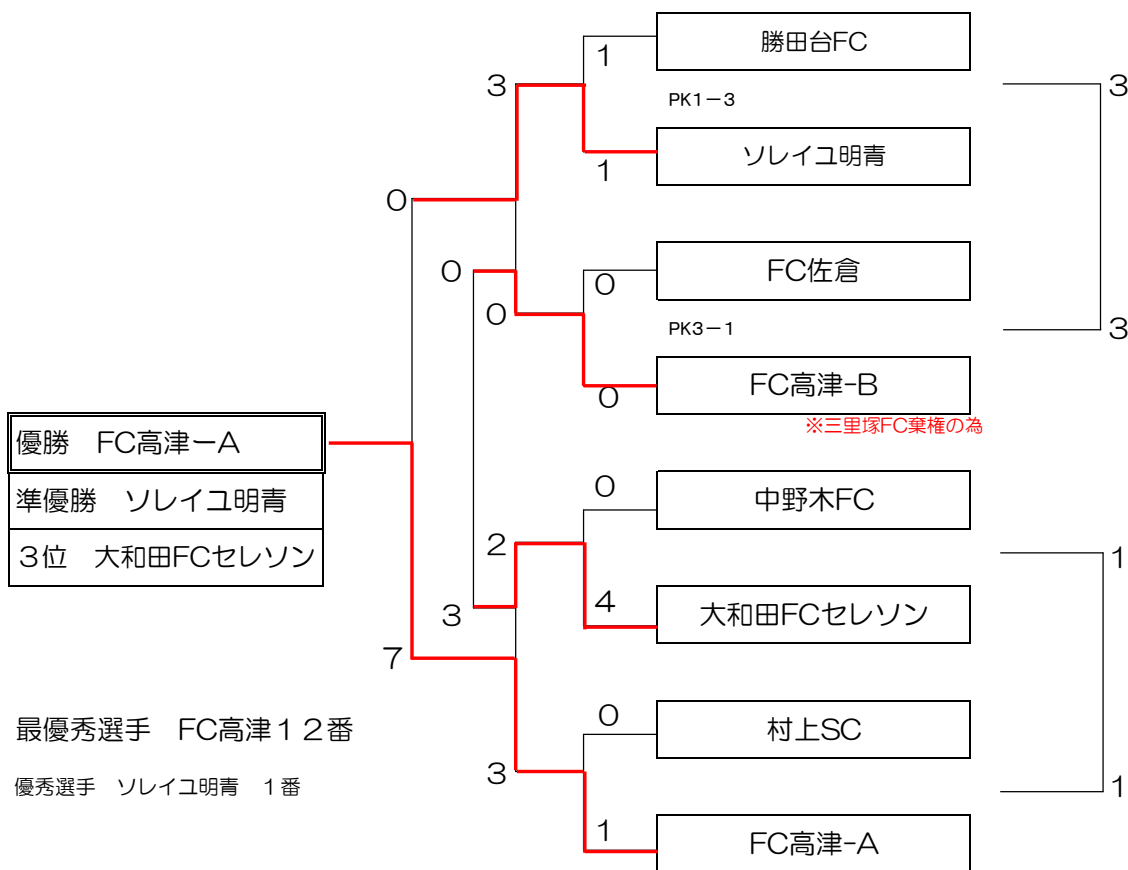 勝田台FC
1
3
3
PK1−3
ソレイユ明青
1
0
FC佐倉
0
0
0
PK3−1
3
FC高津-B
0
※三里塚FC棄権の為
優勝　FC高津ーA
準優勝　ソレイユ明青
3位　大和田FCセレソン
中野木FC
0
2
1
大和田FCセレソン
4
3
7
村上SC
0
最優秀選手　FC高津12番
3
優秀選手　ソレイユ明青　1番
1
1
FC高津-A